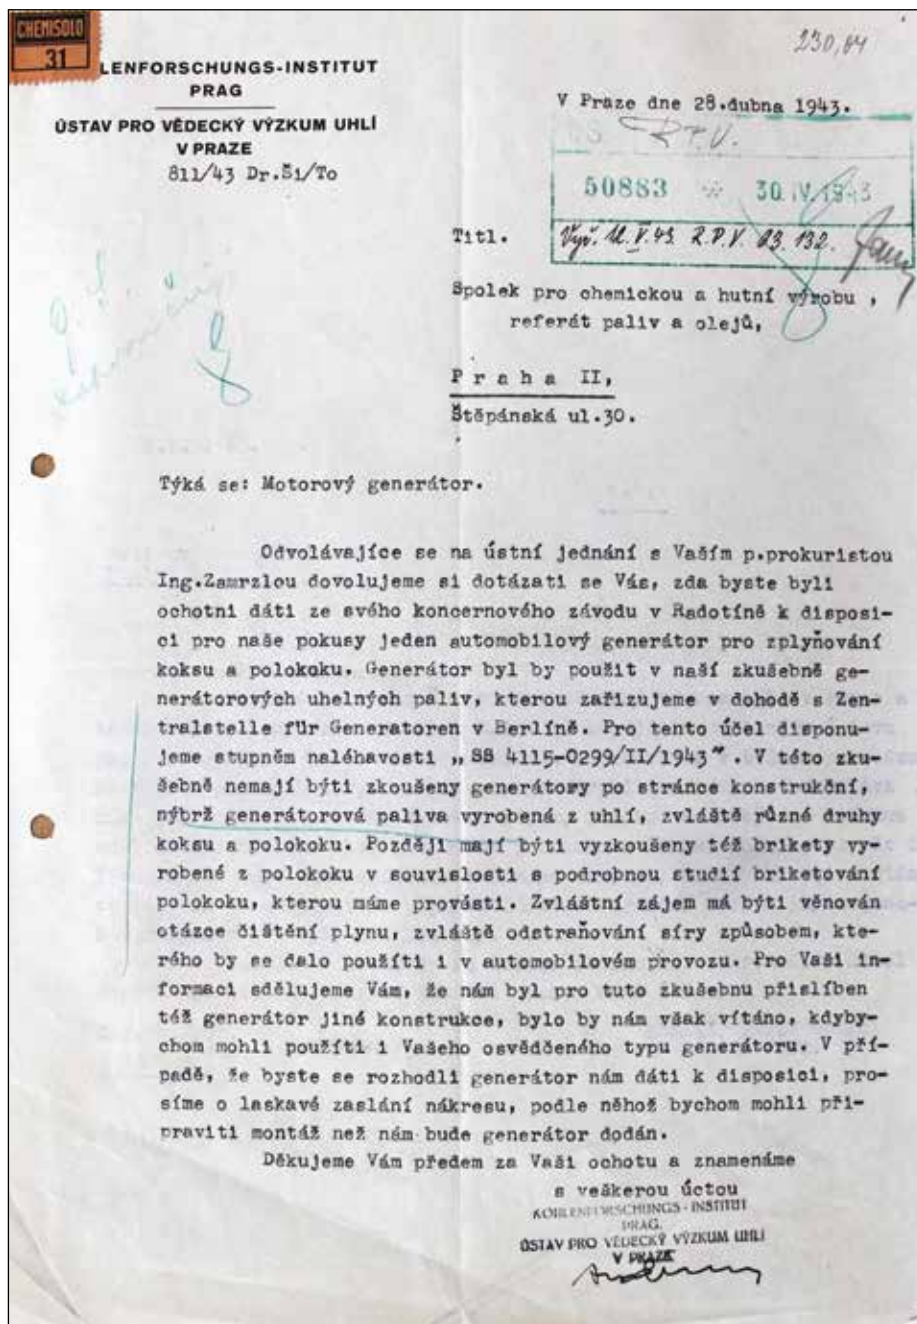 CHEMISOLO
31
230,84
LENFORSCHUNGS-INSTITUT
PRAG
ÚSTAV PRO VĚDECKÝ VÝZKUM UHLÍ
V PRAZE
811/43 Dr.Ši/To
V Praze dne 28.dubna 1943.
R.P.V.
50883 30.IV.1943
Vyř. 11.V.43. R.P.V. 03.132.
Titl.
Spolek pro chemickou a hutní výrobu ,
referát paliv a olejů,
P r a h a II,
Štěpánská ul.30.
Týká se: Motorový generátor.
Odvolávajíce se na ústní jednání s Vaším p.prokuristou
Ing.Zamrzlou dovolujeme si dotázati se Vás, zda byste byli
ochotni dáti ze svého koncernového závodu v Radotíně k disposi-
ci pro naše pokusy jeden automobilový generátor pro zplyňování
koksu a polokoku. Generátor byl by použit v naší zkušebně ge-
nerátorových uhelných paliv, kterou zařizujeme v dohodě s Zen-
tralstelle für Generatoren v Berlíně. Pro tento účel disponu-
jeme stupněm naléhavosti „ SS 4115-0299/II/1943" .V této zku-
šebně nemají býti zkoušeny generátory po stránce konstrukční,
nýbrž generátorová paliva vyrobená z uhlí, zvláště různé druhy
koksu a polokoku. Později mají býti vyzkoušeny též brikety vy-
robené z polokoku v souvislosti s podrobnou studií briketování
polokoku, kterou máme provésti. Zvláštní zájem má býti věnován
otázce čištění plynu, zvláště odstraňování síry způsobem, kte-
rého by se dalo použíti i v automobilovém provozu. Pro Vaši in-
formaci sdělujeme Vám, že nám byl pro tuto zkušebnu přislíben
též generátor jiné konstrukce, bylo by nám však vítáno, kdyby-
chom mohli použíti i Vašeho osvědčeného typu generátoru. V pří-
padě, že byste se rozhodli generátor nám dáti k disposici, pro-
síme o laskavé zaslání nákresu, podle něhož bychom mohli při-
praviti montáž než nám bude generátor dodán.
Děkujeme Vám předem za Vaši ochotu a znamenáme
s veškerou úctou
KOHLENFORSCHUNGS-INSTITUT
PRAG.
ÚSTAV PRO VĚDECKÝ VÝZKUM UHLÍ
V PRAZE